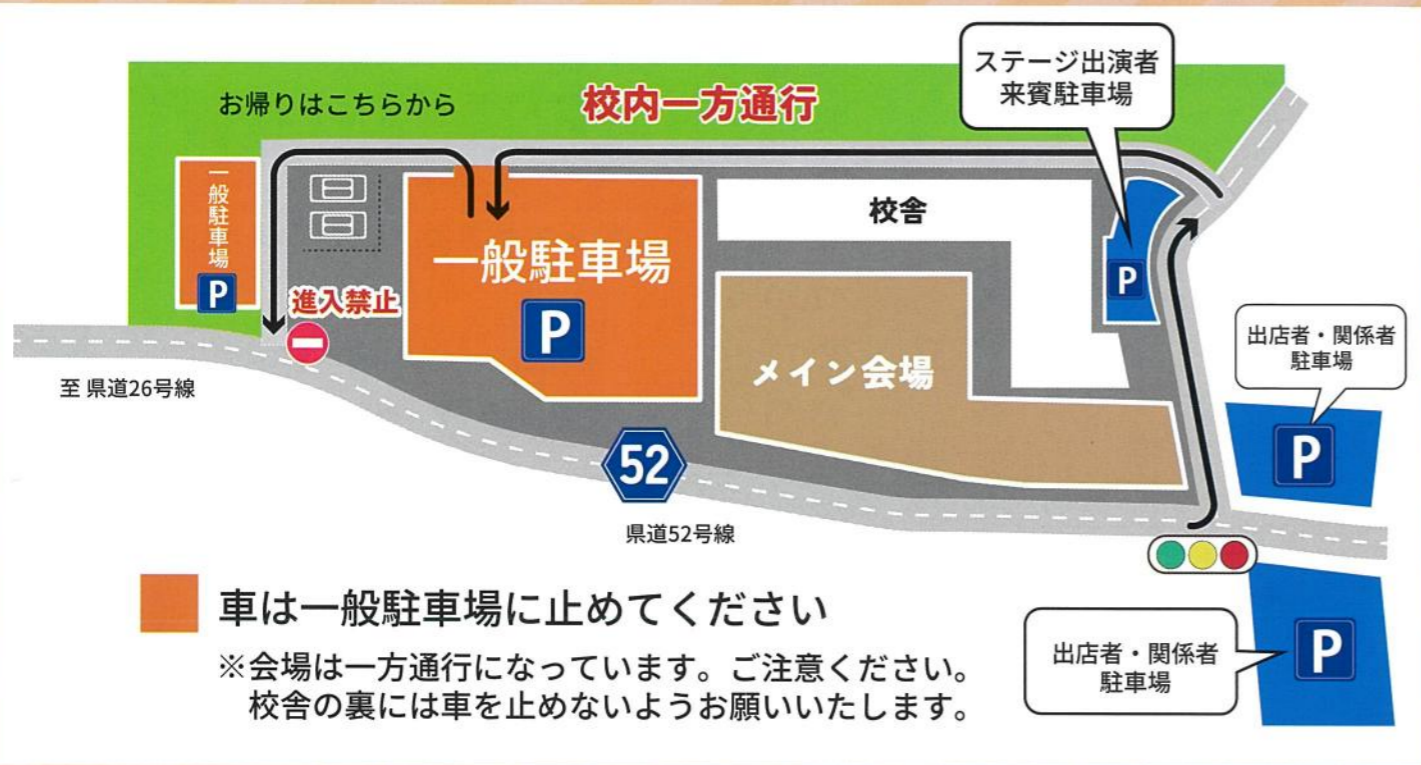 ステージ出演者
来賓駐車場
お帰りはこちらから
校内一方通行
一般駐車場
P
進入禁止
一般駐車場
P
校舎
P
メイン会場
出店者・関係者
駐車場
P
至 県道26号線
52
県道52号線
車は一般駐車場に止めてください
※会場は一方通行になっています。ご注意ください。
校舎の裏には車を止めないようお願いいたします。
出店者・関係者
駐車場
P